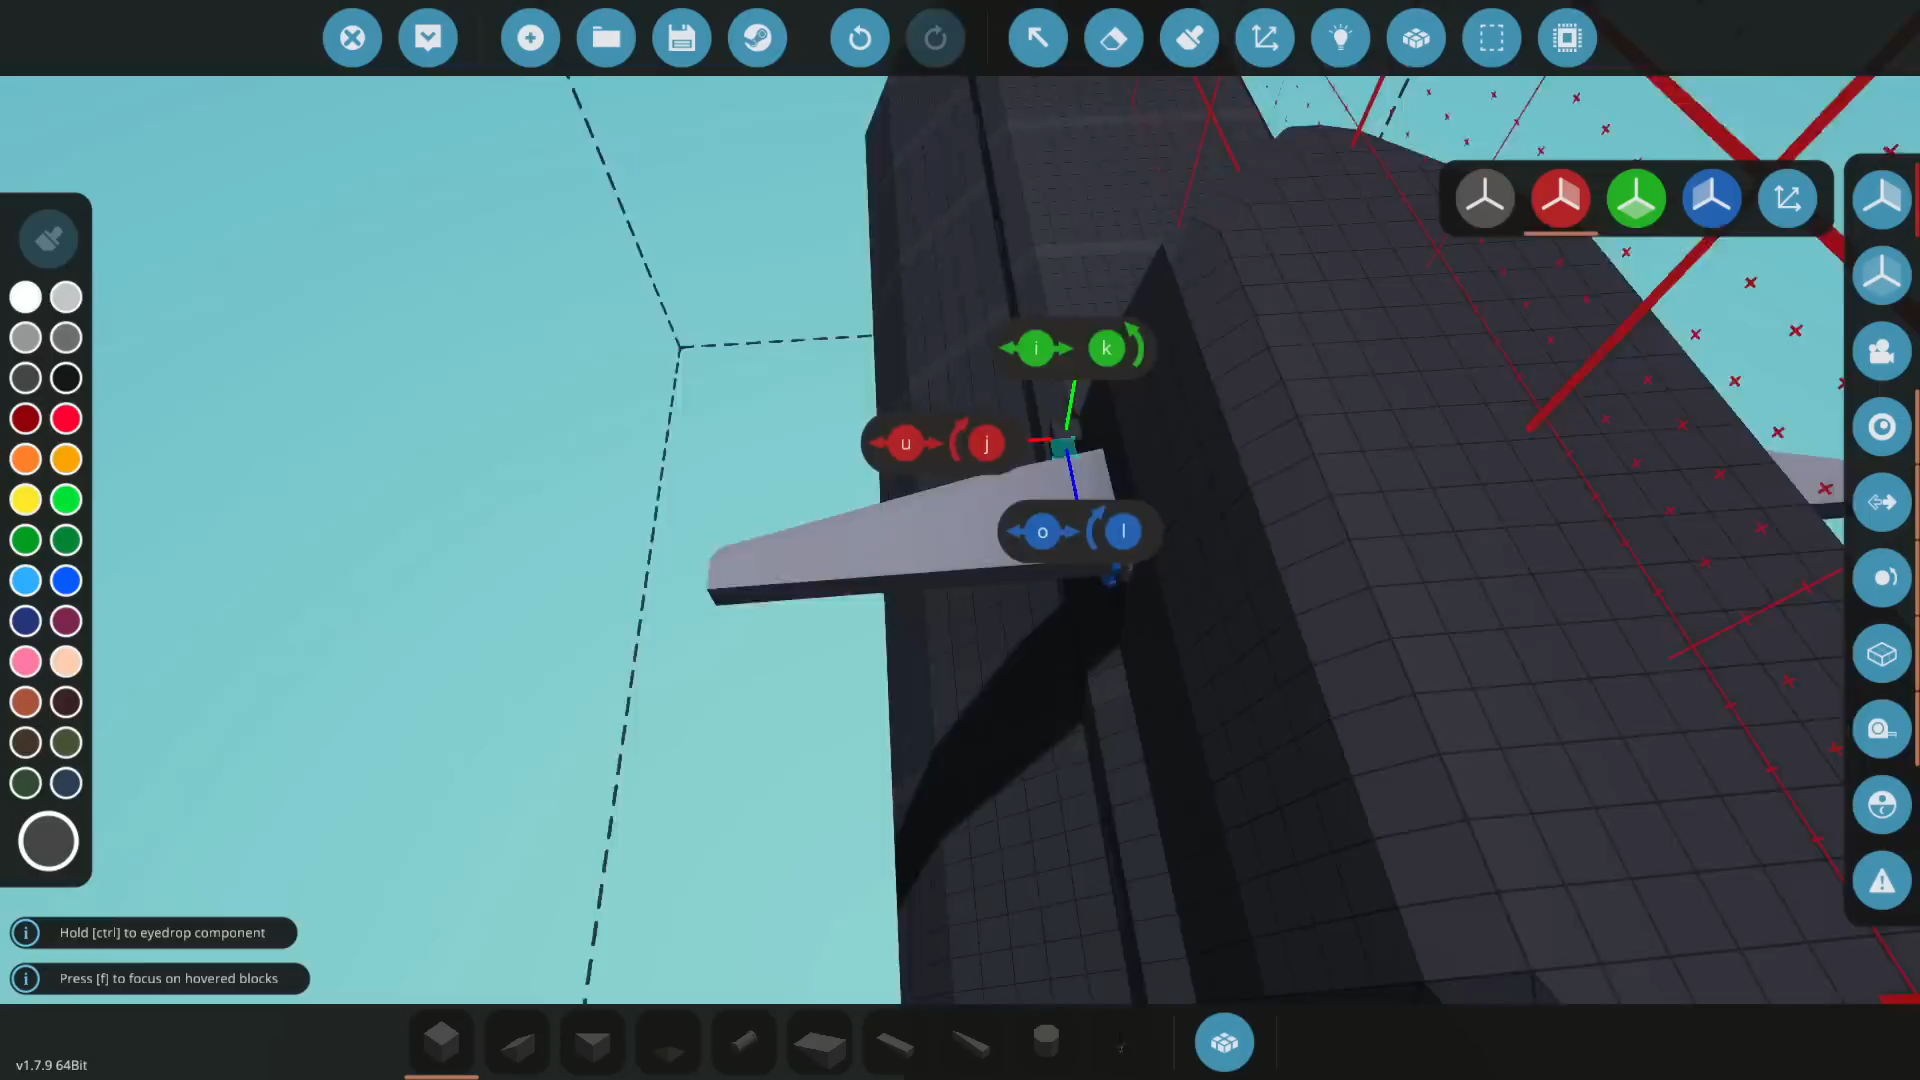 i k
u j
o l
Hold [ctrl] to eyedrop component
Press [f] to focus on hovered blocks
v1.7.9 64Bit